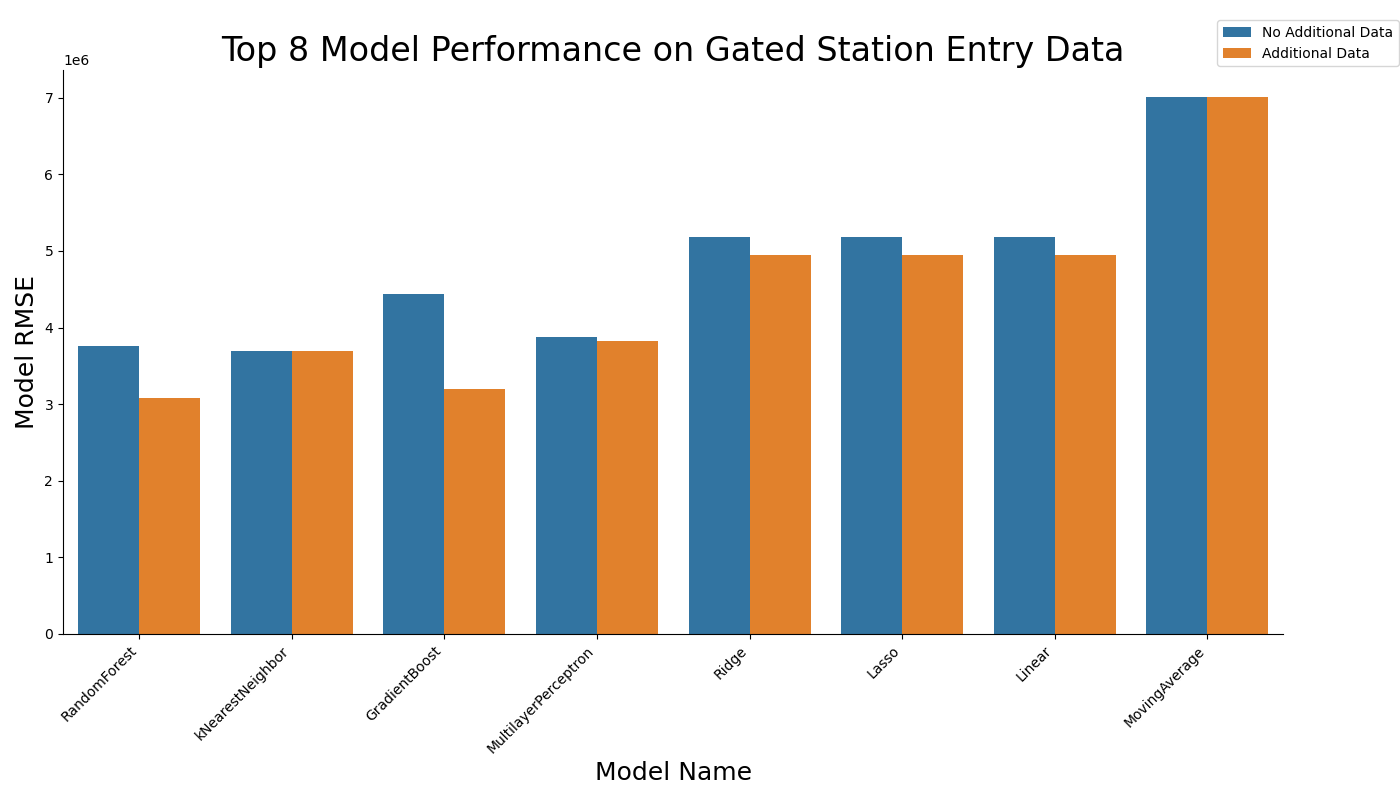 Top 8 Model Performance on Gated Station Entry Data
No Additional Data
Additional Data
1e6
7
6
5
4
3
2
1
0
Model RMSE
RandomForest
kNearestNeighbor
GradientBoost
MultilayerPerceptron
Ridge
Lasso
Linear
MovingAverage
Model Name